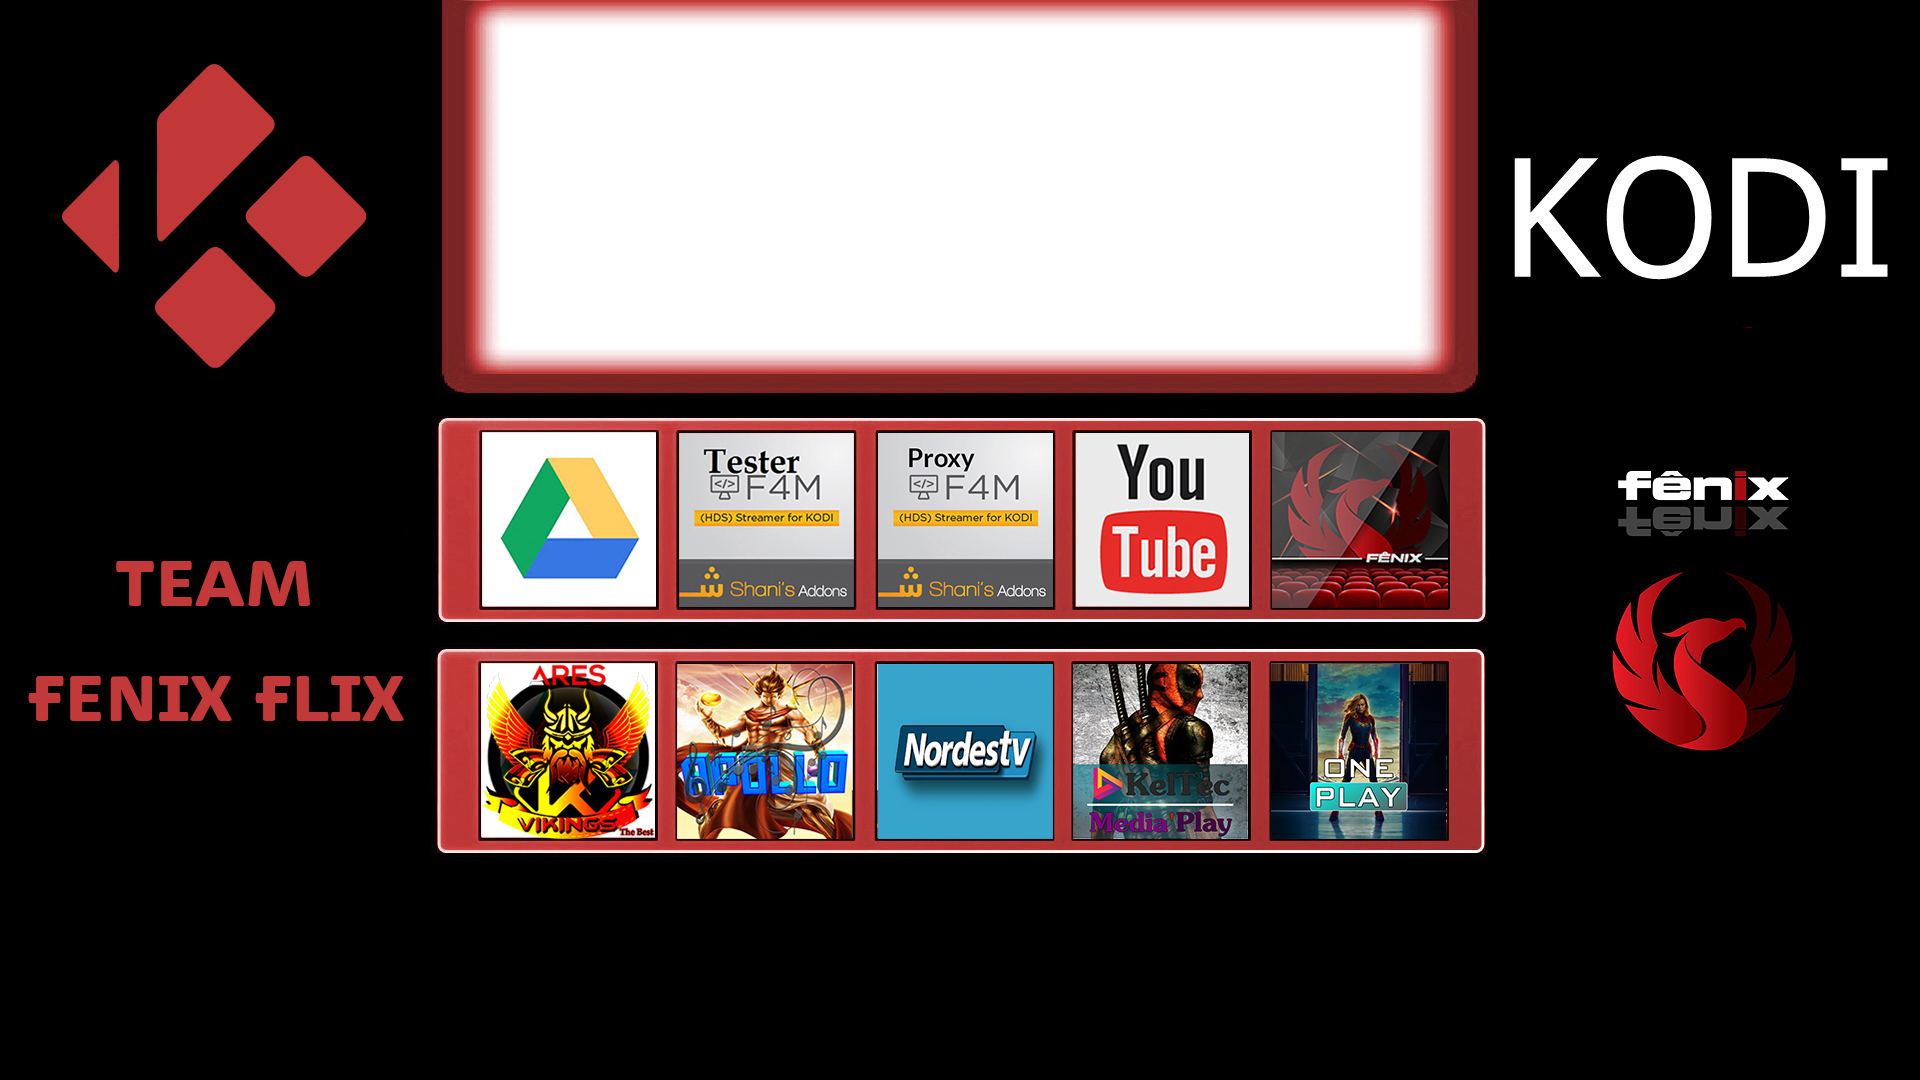 KODI
TEAM
FENIX FLIX
Tester
</> F4M
(HDS) Streamer for KODI
ش Shani's Addons
Proxy
</> F4M
(HDS) Streamer for KODI
ش Shani's Addons
You
Tube
FÊNIX
fênix
ARES
VIKINGS
The Best
APOLLO
Nordestv
KelTec
Media Play
ONE
PLAY